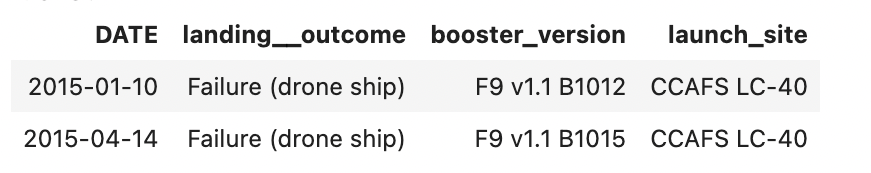 DATE landing__outcome booster_version launch_site
2015-01-10 Failure (drone ship) F9 v1.1 B1012 CCAFS LC-40
2015-04-14 Failure (drone ship) F9 v1.1 B1015 CCAFS LC-40